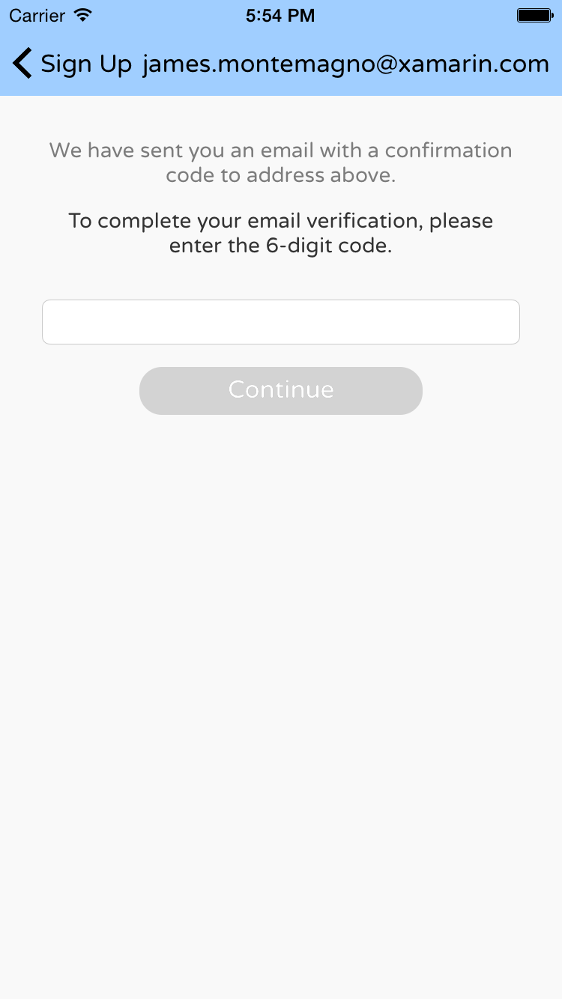 Carrier 5:54 PM
Sign Up james.montemagno@xamarin.com
We have sent you an email with a confirmation
code to address above.
To complete your email verification, please
enter the 6-digit code.
Continue